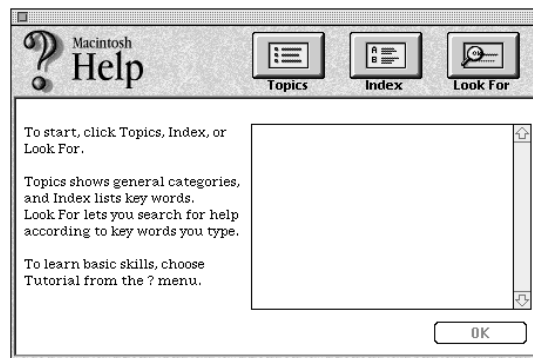 Macintosh
Help
Topics
Index
Look For
To start, click Topics, Index, or
Look For.
Topics shows general categories,
and Index lists key words.
Look For lets you search for help
according to key words you type.
To learn basic skills, choose
Tutorial from the ? menu.
OK